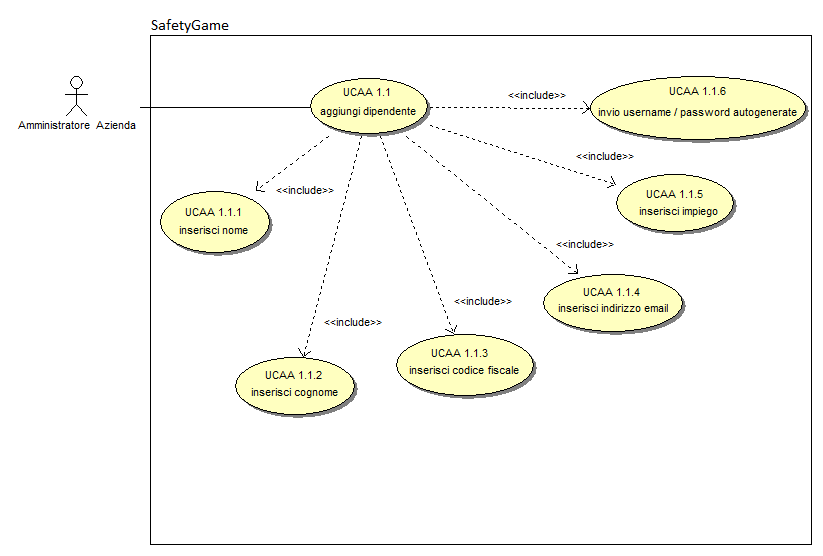 SafetyGame
Amministratore Azienda
UCAA 1.1
aggiungi dipendente
<<include>>
UCAA 1.1.6
invio username / password autogenerate
<<include>>
UCAA 1.1.5
inserisci impiego
<<include>>
UCAA 1.1.1
inserisci nome
<<include>>
UCAA 1.1.4
inserisci indirizzo email
<<include>>
UCAA 1.1.3
inserisci codice fiscale
<<include>>
UCAA 1.1.2
inserisci cognome